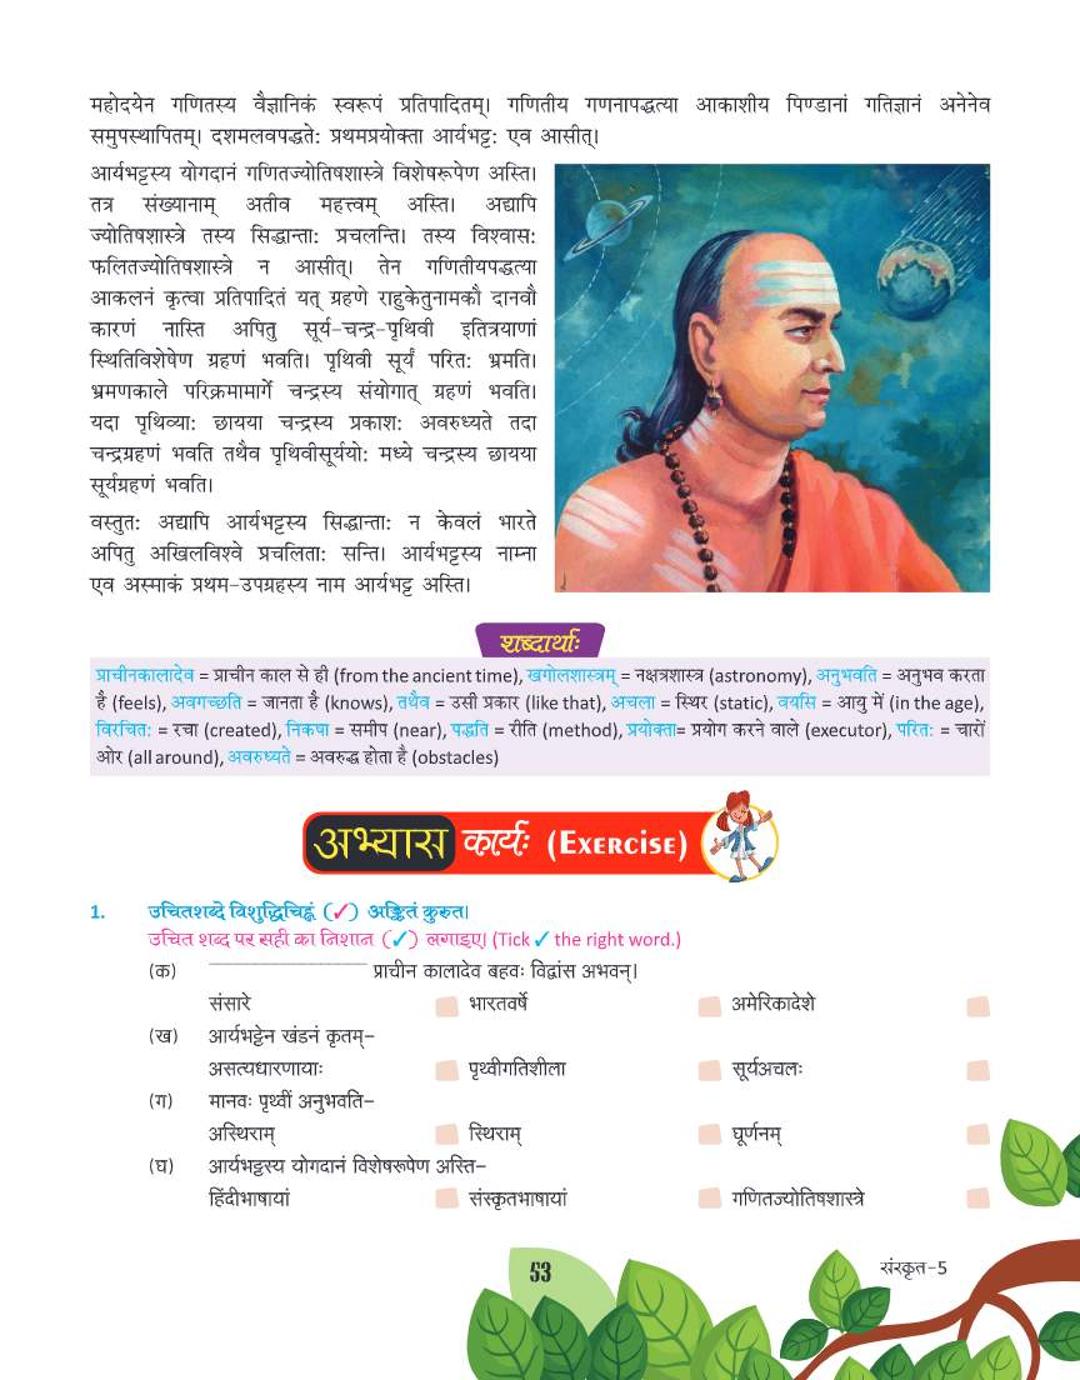 महोदयेन गणितस्य वैज्ञानिकं स्वरूपं प्रतिपादितम्। गणितीय गणनापद्धत्या आकाशीय पिण्डानां गतिज्ञानं अनेनेव
समुपस्थापितम्। दशमलवपद्धते: प्रथमप्रयोक्ता आर्यभट्ट: एव आसीत्।
आर्यभट्टस्य योगदानं गणितज्योतिषशास्त्रे विशेषरूपेण अस्ति।
तत्र संख्यानाम् अतीव महत्त्वम् अस्ति। अद्यापि
ज्योतिषशास्त्रे तस्य सिद्धान्ता: प्रचलन्ति। तस्य विश्वास:
फलितज्योतिषशास्त्रे न आसीत्। तेन गणितीयपद्धत्या
आकलनं कृत्वा प्रतिपादितं यत् ग्रहणे राहुकेतुनामकौ दानवौ
कारणं नास्ति अपितु सूर्य-चन्द्र-पृथिवी इतित्रयाणां
स्थितिविशेषेण ग्रहणं भवति। पृथिवी सूर्यं परित: भ्रमति।
भ्रमणकाले परिक्रमामार्गे चन्द्रस्य संयोगात् ग्रहणं भवति।
यदा पृथिव्या: छायया चन्द्रस्य प्रकाश: अवरुध्यते तदा
चन्द्रग्रहणं भवति तथैव पृथिवीसूर्ययो: मध्ये चन्द्रस्य छायया
सूर्यग्रहणं भवति।
वस्तुत: अद्यापि आर्यभट्टस्य सिद्धान्ता: न केवलं भारते
अपितु अखिलविश्वे प्रचलिता: सन्ति। आर्यभट्टस्य नाम्ना
एव अस्माकं प्रथम-उपग्रहस्य नाम आर्यभट्ट अस्ति।
शब्दार्थाः
प्राचीनकालादेव = प्राचीन काल से ही (from the ancient time), खगोलशास्त्रम् = नक्षत्रशास्त्र (astronomy), अनुभवति = अनुभव करता
है (feels), अवगच्छति = जानता है (knows), तथैव = उसी प्रकार (like that), अचला = स्थिर (static), वयसि = आयु में (in the age),
विरचित: = रचा (created), निकषा = समीप (near), पद्धति = रीति (method), प्रयोक्ता= प्रयोग करने वाले (executor), परित: = चारों
ओर (all around), अवरुध्यते = अवरुद्ध होता है (obstacles)
अभ्यास कार्यः (EXERCISE)
1. उचितशब्दे विशुद्धिचिह्नं (✓) अङ्कितं कुरुत।
उचित शब्द पर सही का निशान (✓) लगाइए। (Tick ✓ the right word.)
(क) ____________ प्राचीन कालादेव बहवः विद्वांस अभवन्।
संसारे भारतवर्षे अमेरिकादेशे
(ख) आर्यभट्टेन खंडनं कृतम्-
असत्यधारणायाः पृथ्वीगतिशीला सूर्यअचलः
(ग) मानवः पृथ्वीं अनुभवति-
अस्थिराम् स्थिराम् घूर्णनम्
(घ) आर्यभट्टस्य योगदानं विशेषरूपेण अस्ति-
हिंदीभाषायां संस्कृतभाषायां गणितज्योतिषशास्त्रे
53
संस्कृत-5